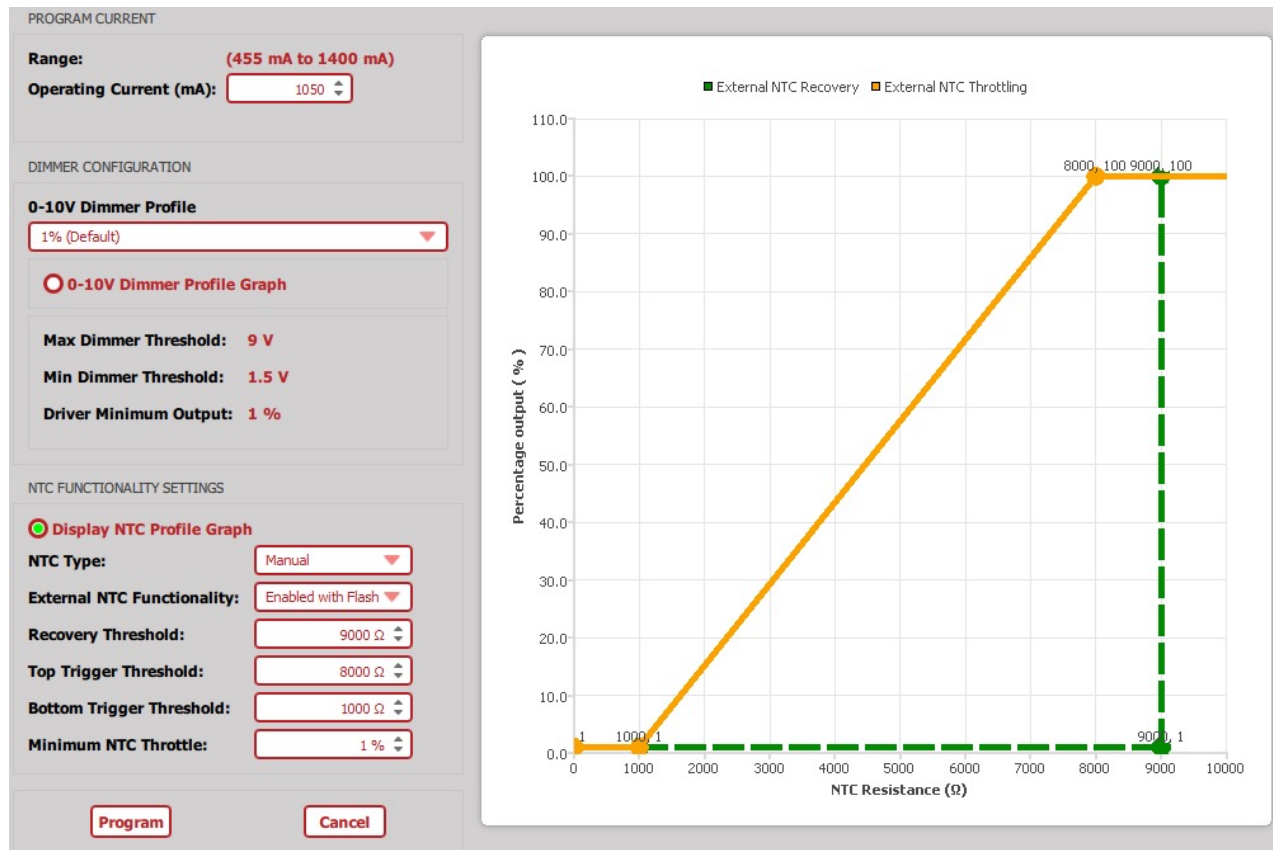 PROGRAM CURRENT
Range: (455 mA to 1400 mA)
Operating Current (mA): 1050
DIMMER CONFIGURATION
0-10V Dimmer Profile
1% (Default)
0-10V Dimmer Profile Graph
Max Dimmer Threshold: 9 V
Min Dimmer Threshold: 1.5 V
Driver Minimum Output: 1 %
NTC FUNCTIONALITY SETTINGS
Display NTC Profile Graph
NTC Type: Manual
External NTC Functionality: Enabled with Flash
Recovery Threshold: 9000 Ω
Top Trigger Threshold: 8000 Ω
Bottom Trigger Threshold: 1000 Ω
Minimum NTC Throttle: 1 %
Program Cancel
External NTC Recovery External NTC Throttling
110.0
8000, 100 9000, 100
100.0
90.0
80.0
70.0
60.0
50.0
40.0
30.0
20.0
10.0
1 1000, 1 9000, 1
0.0
Percentage output ( % )
0 1000 2000 3000 4000 5000 6000 7000 8000 9000 10000
NTC Resistance (Ω)